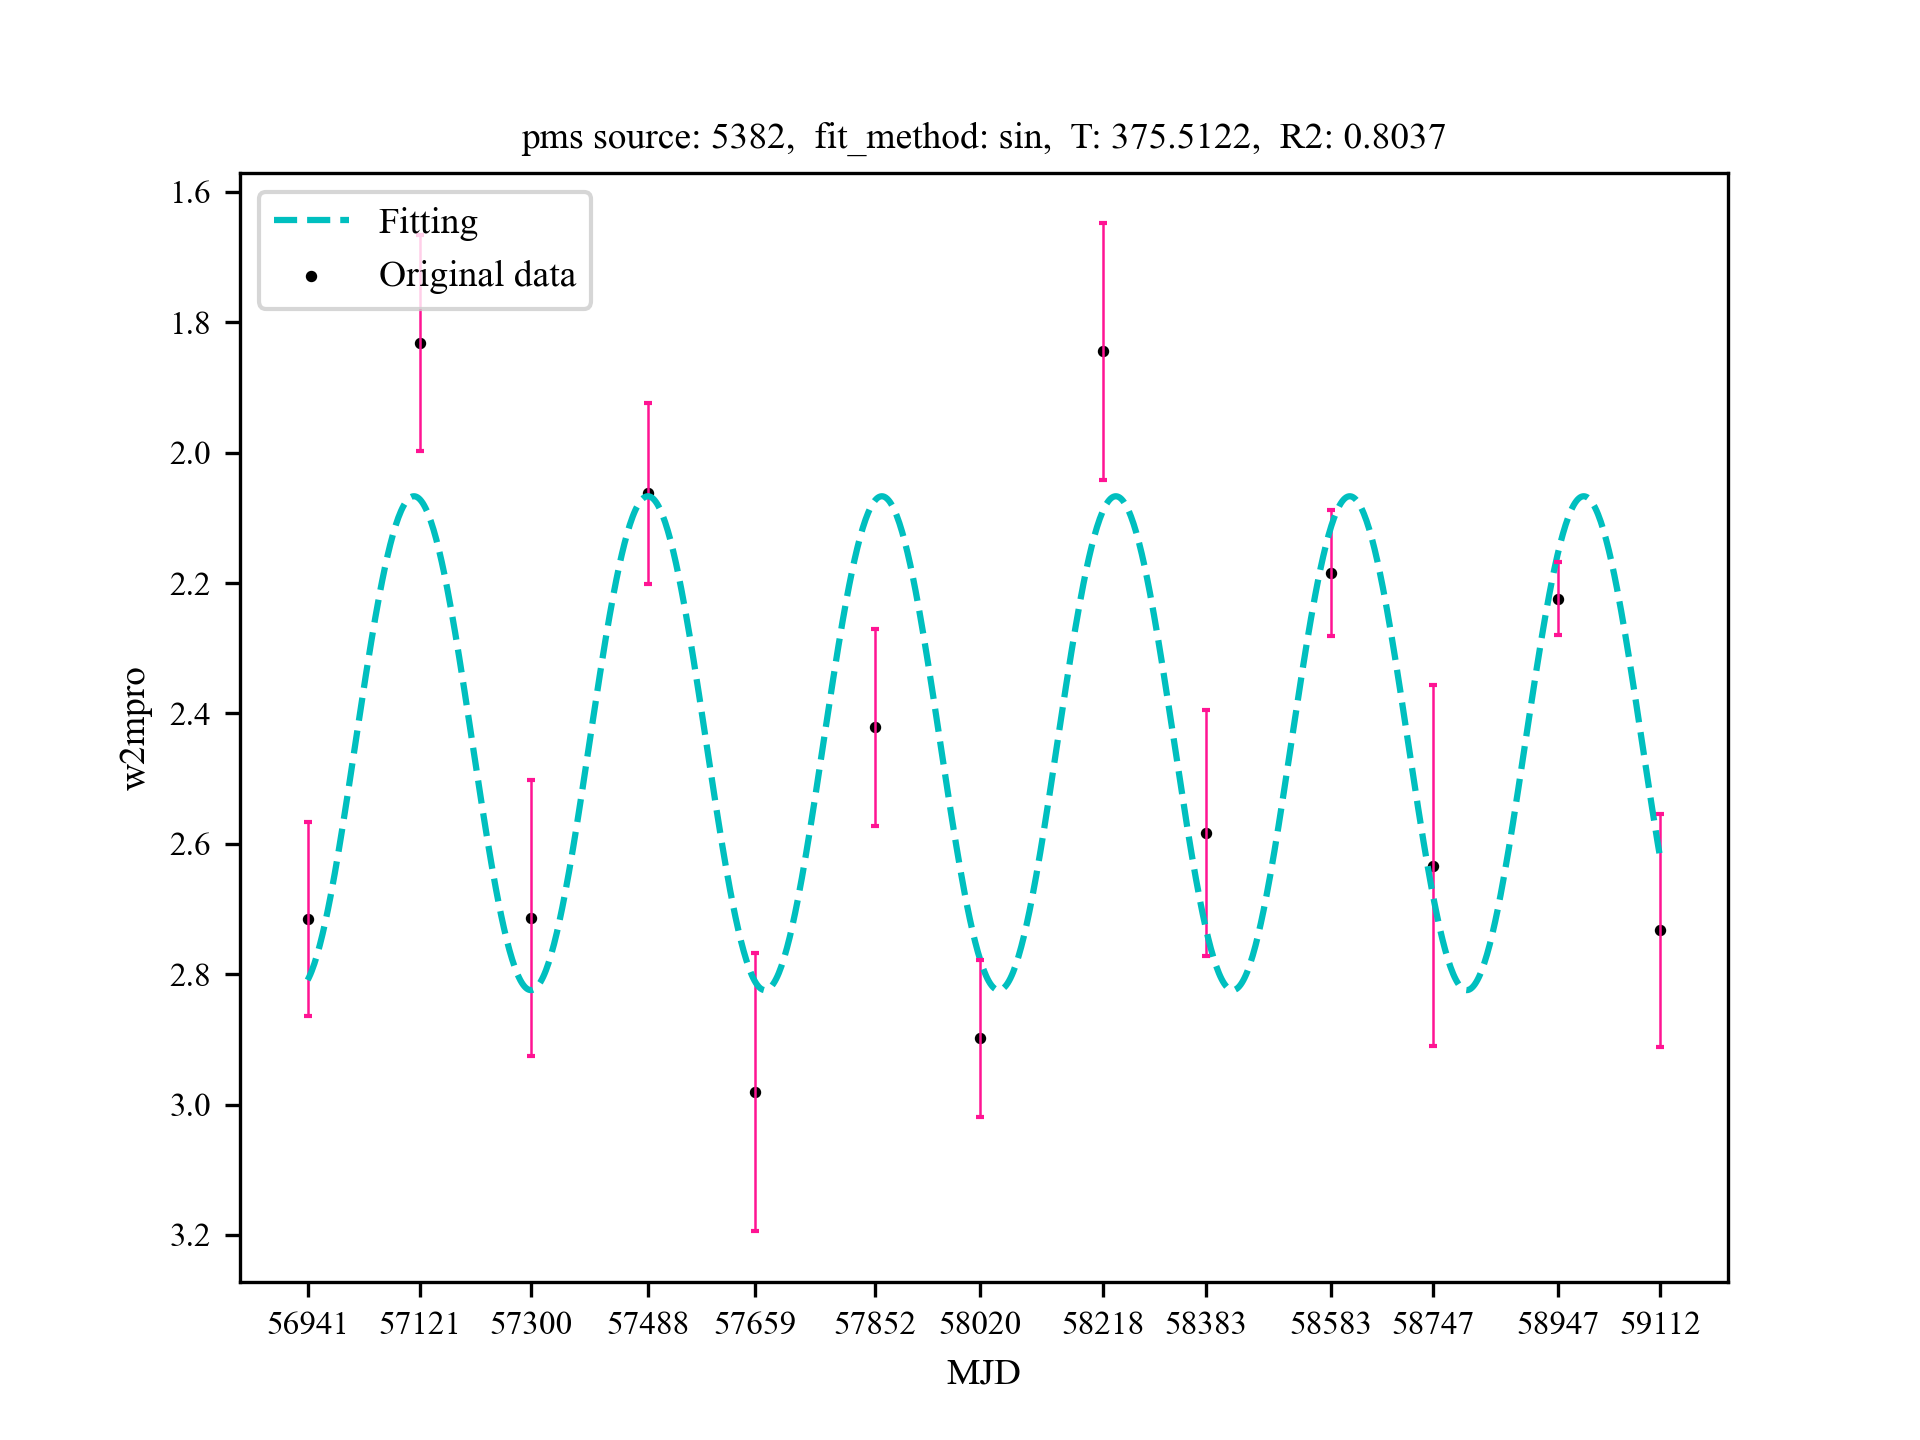 pms source: 5382,  fit_method: sin,  T: 375.5122,  R2: 0.8037
Fitting
Original data
1.6
1.8
2.0
2.2
2.4
2.6
2.8
3.0
3.2
w2mpro
56941 57121 57300 57488 57659 57852 58020 58218 58383 58583 58747 58947 59112
MJD